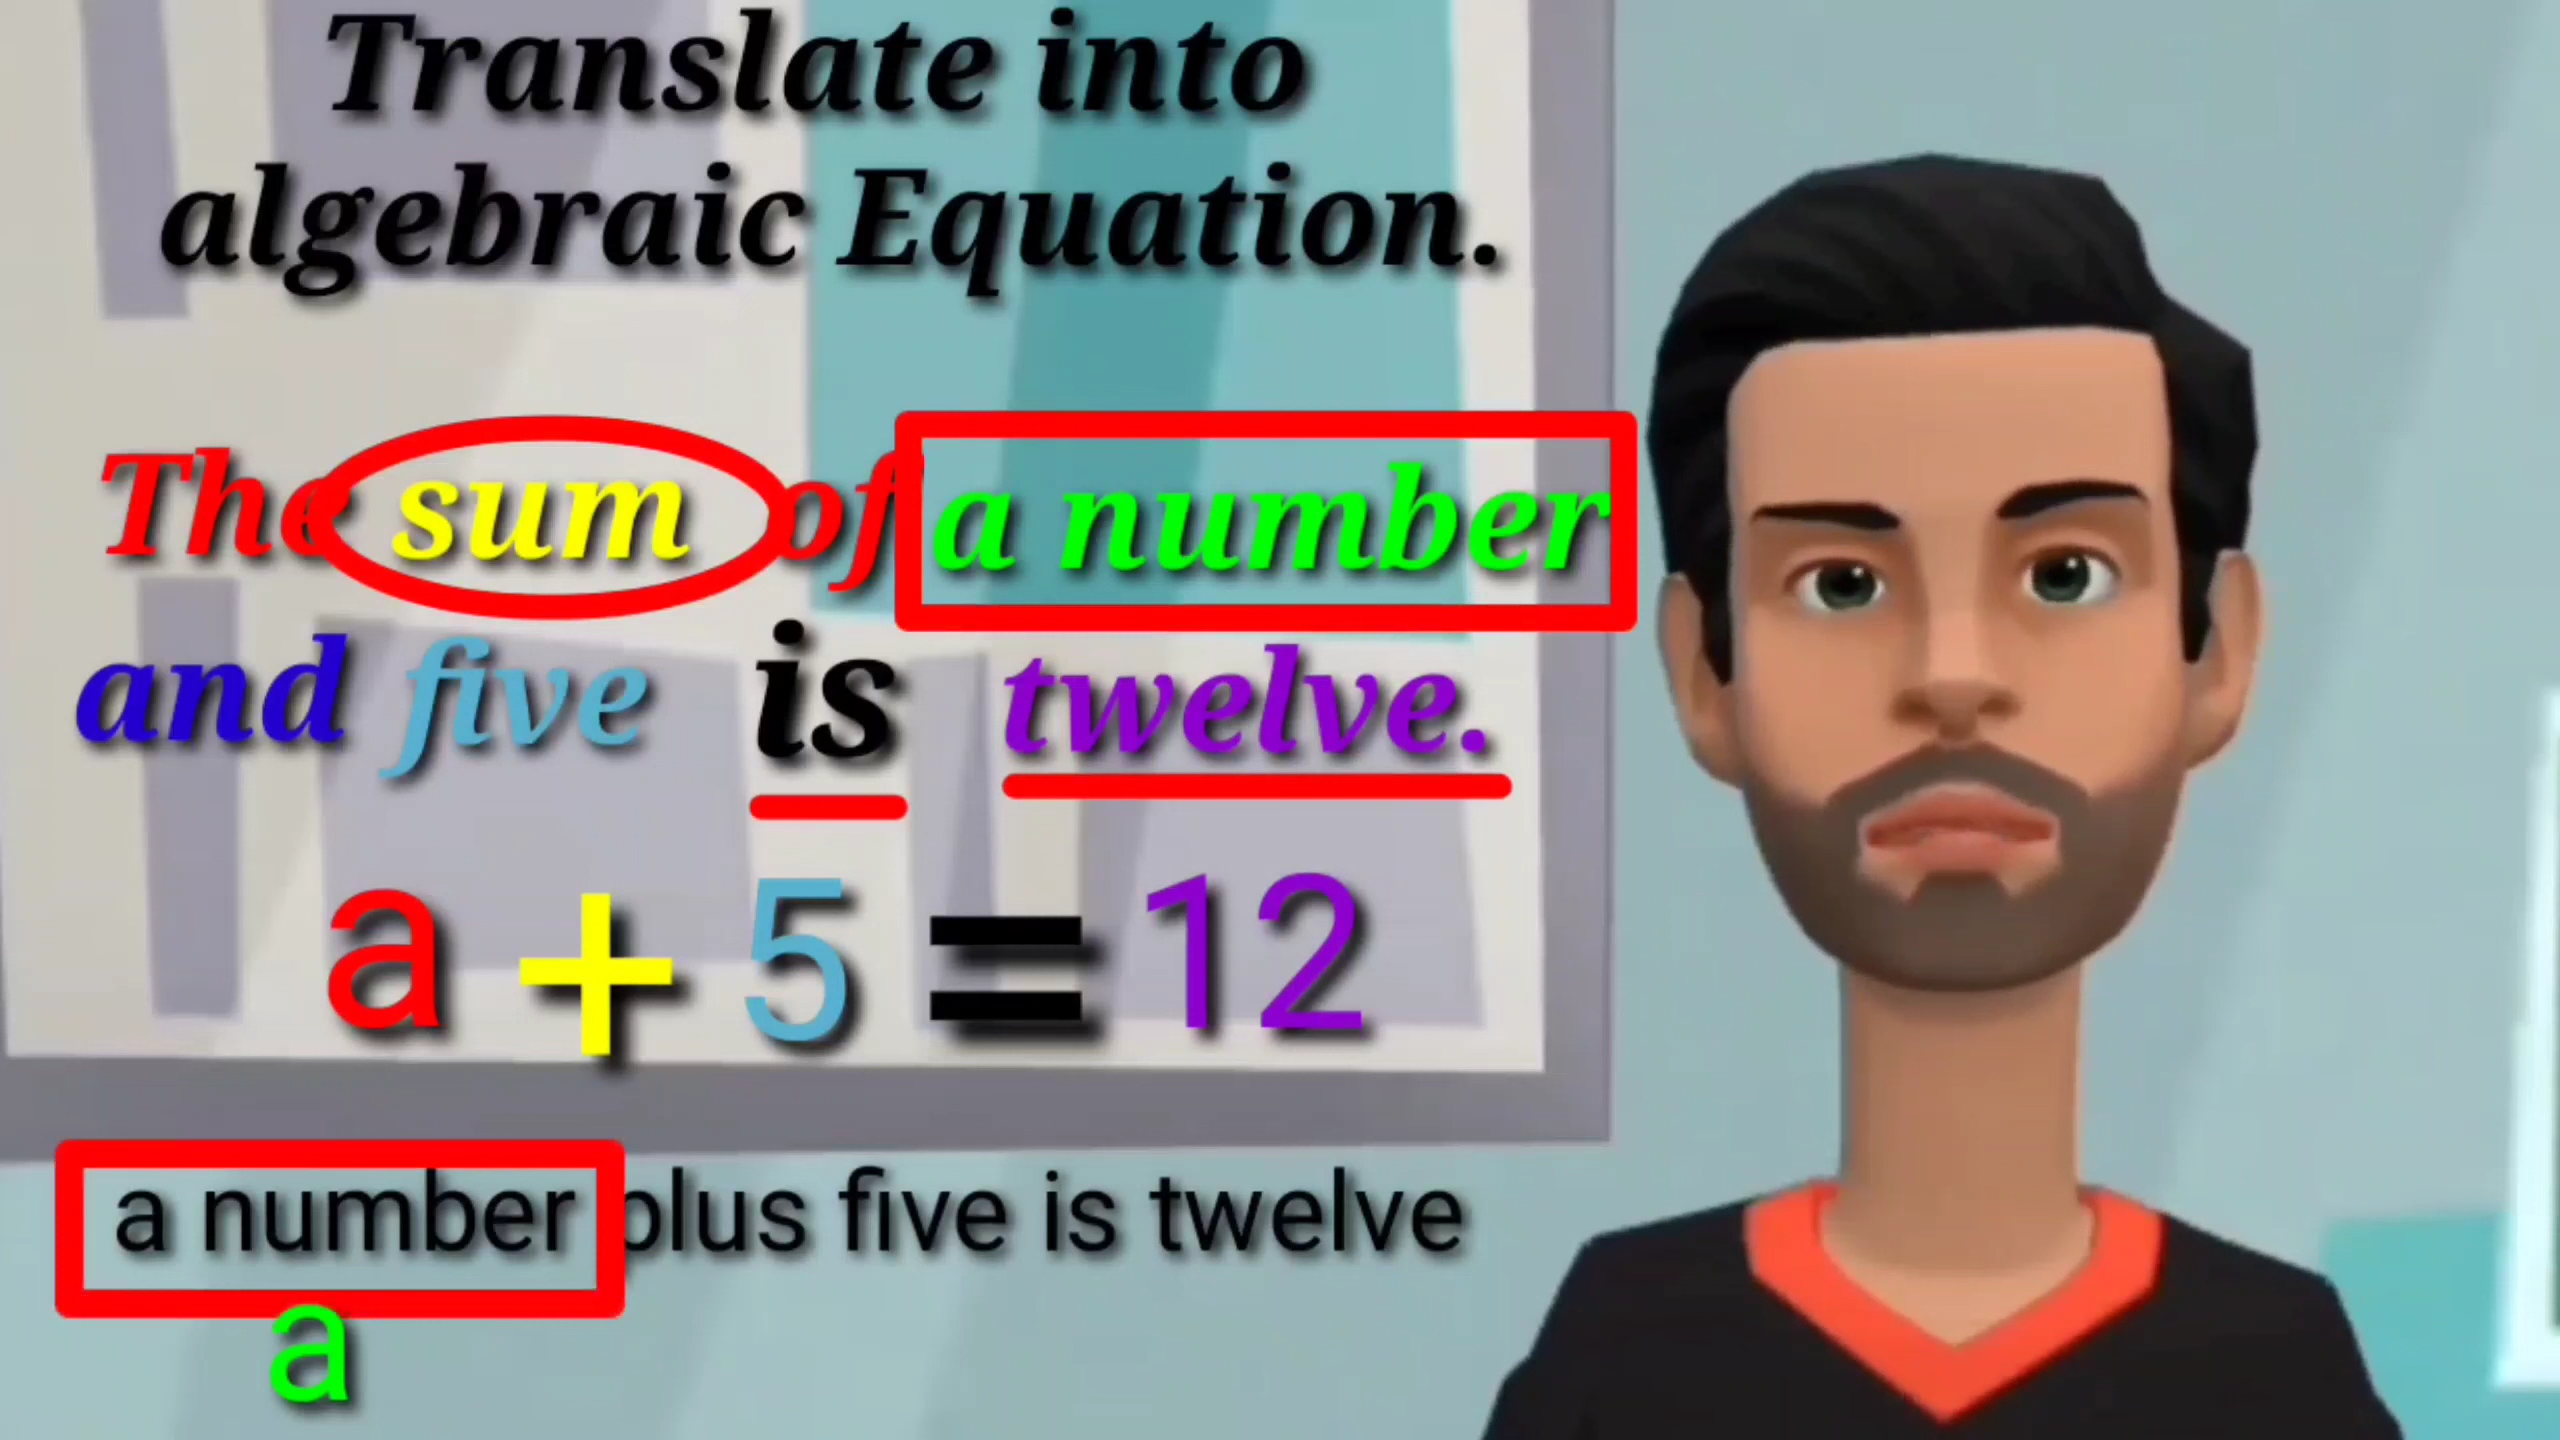 Translate into
algebraic Equation.
The sum of a number
and five is twelve.
a + 5 = 12
a number plus five is twelve
a